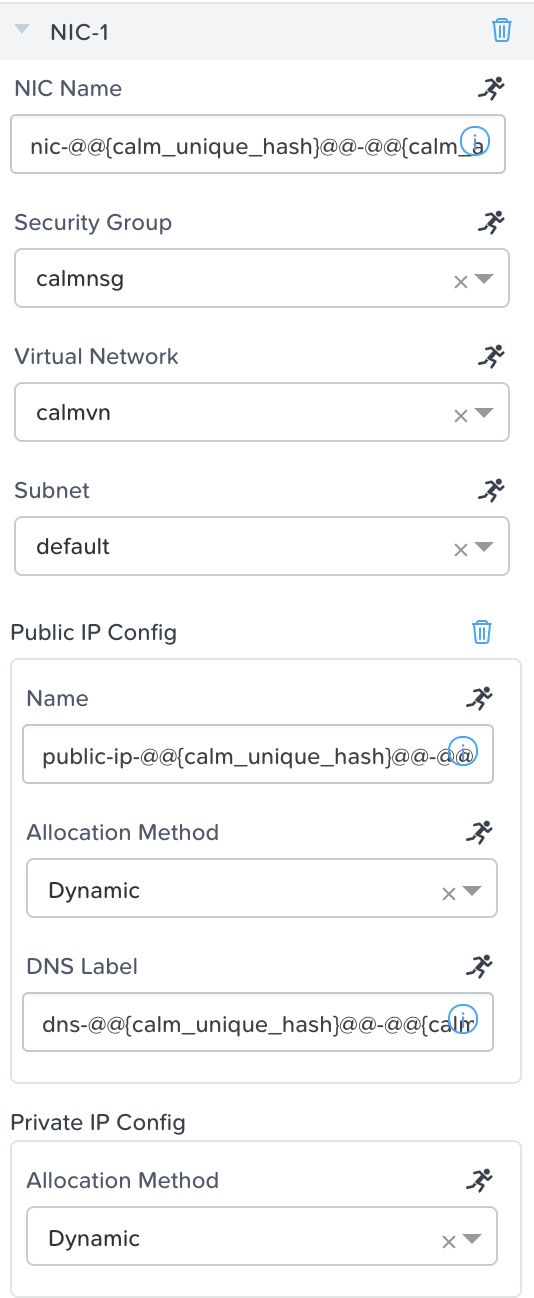 NIC-1
NIC Name
nic-@@{calm_unique_hash}@@-@@{calm_a
Security Group
calmnsg
Virtual Network
calmvn
Subnet
default
Public IP Config
Name
public-ip-@@{calm_unique_hash}@@-@@
Allocation Method
Dynamic
DNS Label
dns-@@{calm_unique_hash}@@-@@{calm
Private IP Config
Allocation Method
Dynamic